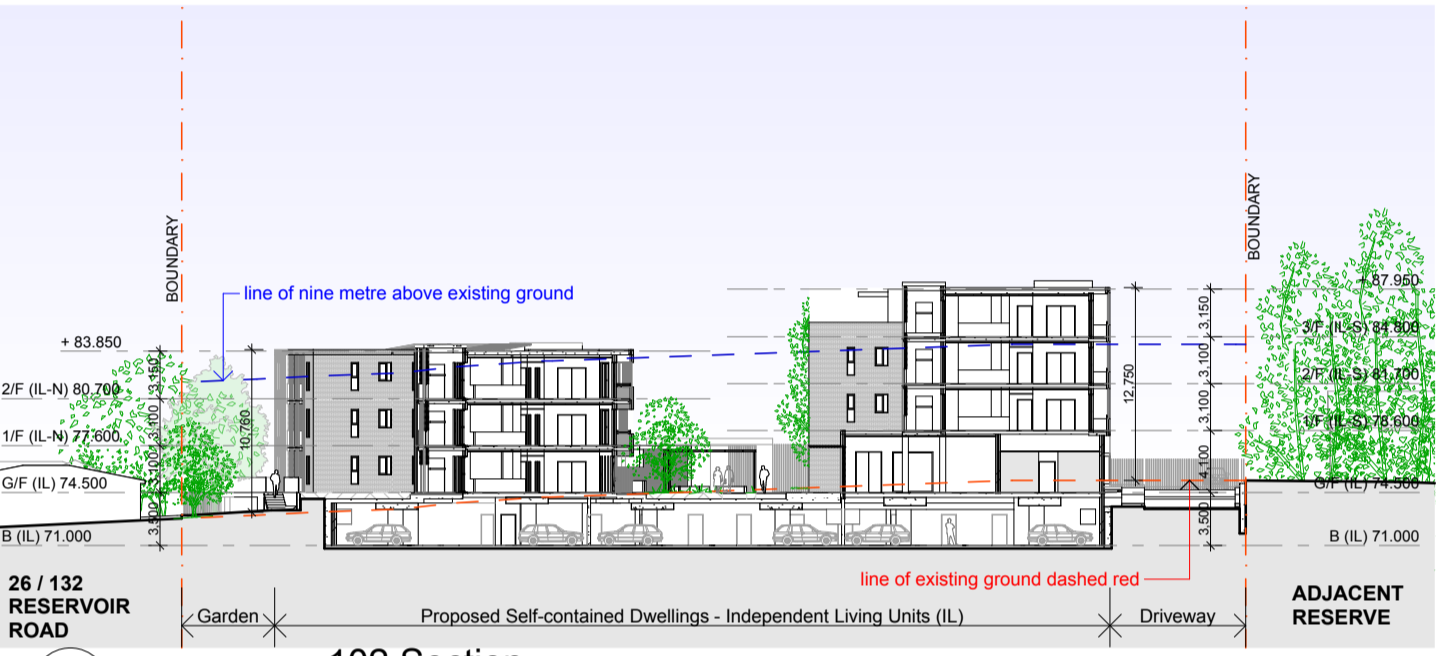 BOUNDARY
BOUNDARY
line of nine metre above existing ground
+ 83.850
2/F (IL-N) 80.700
1/F (IL-N) 77.600
G/F (IL) 74.500
B (IL) 71.000
3.150
3.100
3.100
3.500
10.760
12.750
3.150
3.100
3.100
4.100
3.500
+ 87.950
3/F (IL-S) 84.800
2/F (IL-S) 81.700
1/F (IL-S) 78.600
G/F (IL) 74.500
B (IL) 71.000
line of existing ground dashed red
26 / 132
RESERVOIR
ROAD
Garden
Proposed Self-contained Dwellings - Independent Living Units (IL)
Driveway
ADJACENT
RESERVE
Section